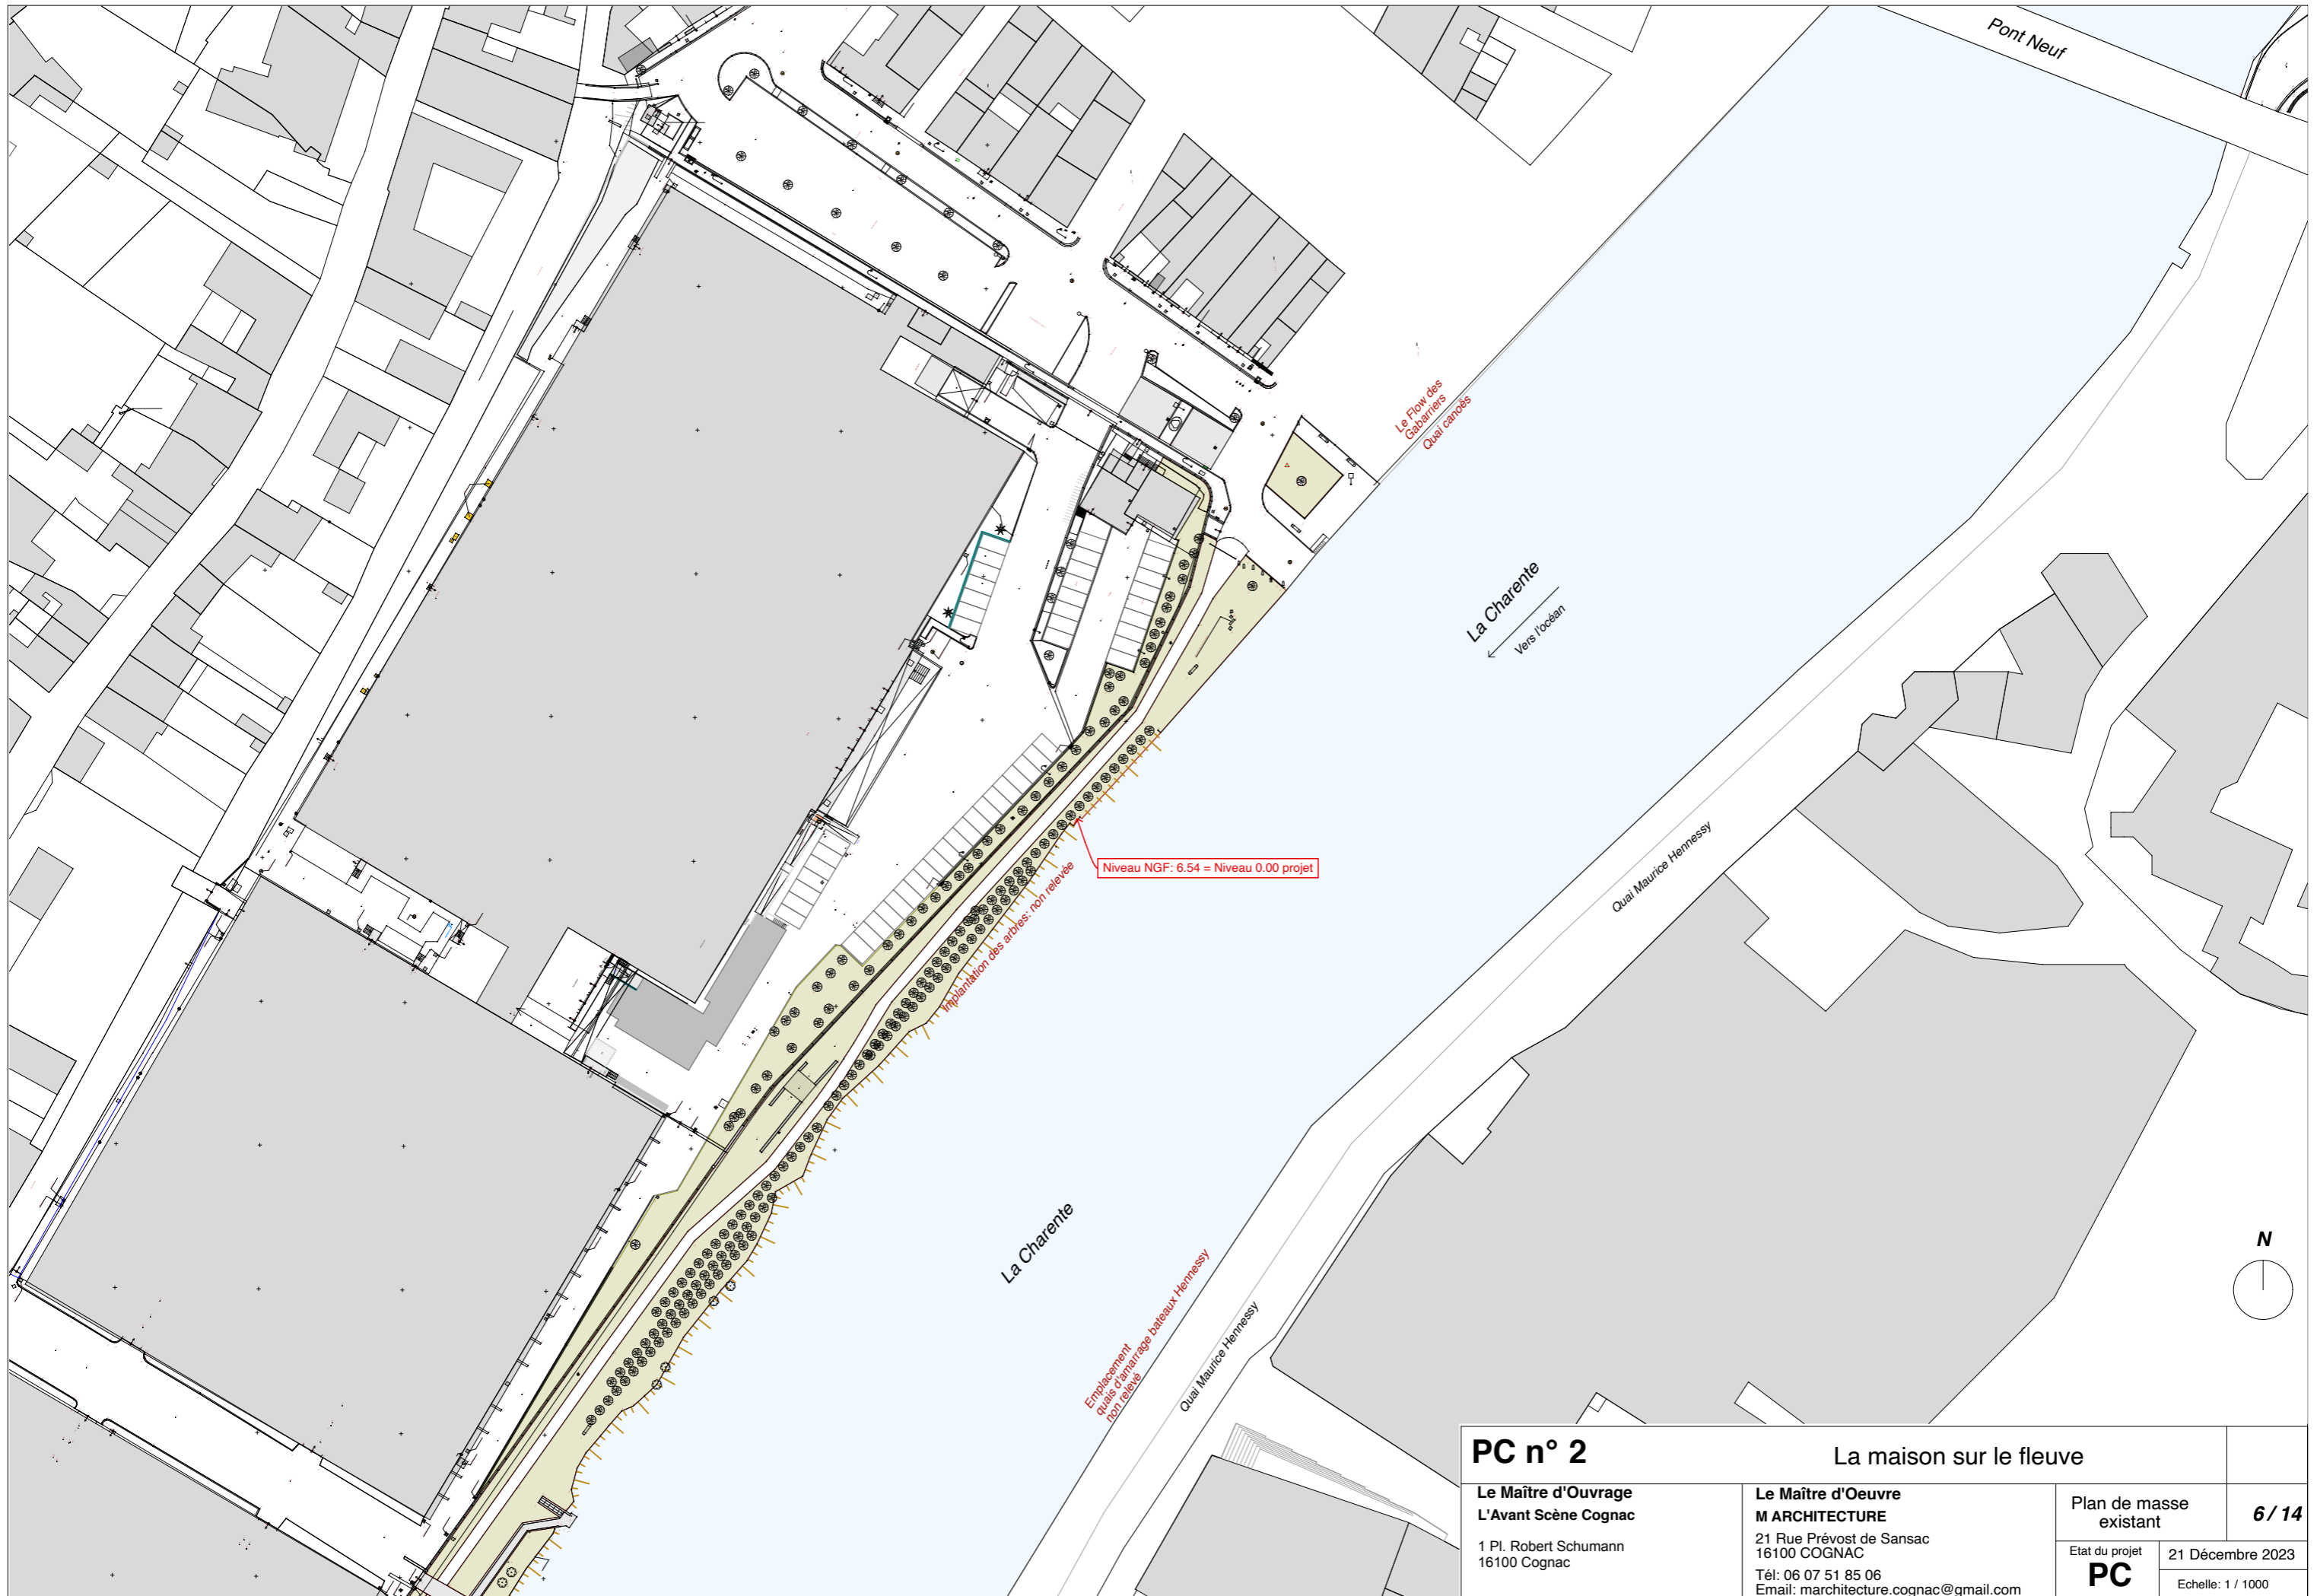 Pont Neuf
Le Flow des
Gabarriers
Quai canoës
La Charente
Vers l'océan
Quai Maurice Hennessy
Niveau NGF: 6.54 = Niveau 0.00 projet
Implantation des arbres: non relevée
La Charente
Emplacement
quais d'amarrage bateaux Hennessy
non relevé
Quai Maurice Hennessy
N
PC n° 2
La maison sur le fleuve
Le Maître d'Ouvrage
L'Avant Scène Cognac
1 Pl. Robert Schumann
16100 Cognac
Le Maître d'Oeuvre
M ARCHITECTURE
21 Rue Prévost de Sansac
16100 COGNAC
Tél: 06 07 51 85 06
Email: marchitecture.cognac@gmail.com
Plan de masse
existant
6 / 14
Etat du projet
PC
21 Décembre 2023
Echelle: 1 / 1000